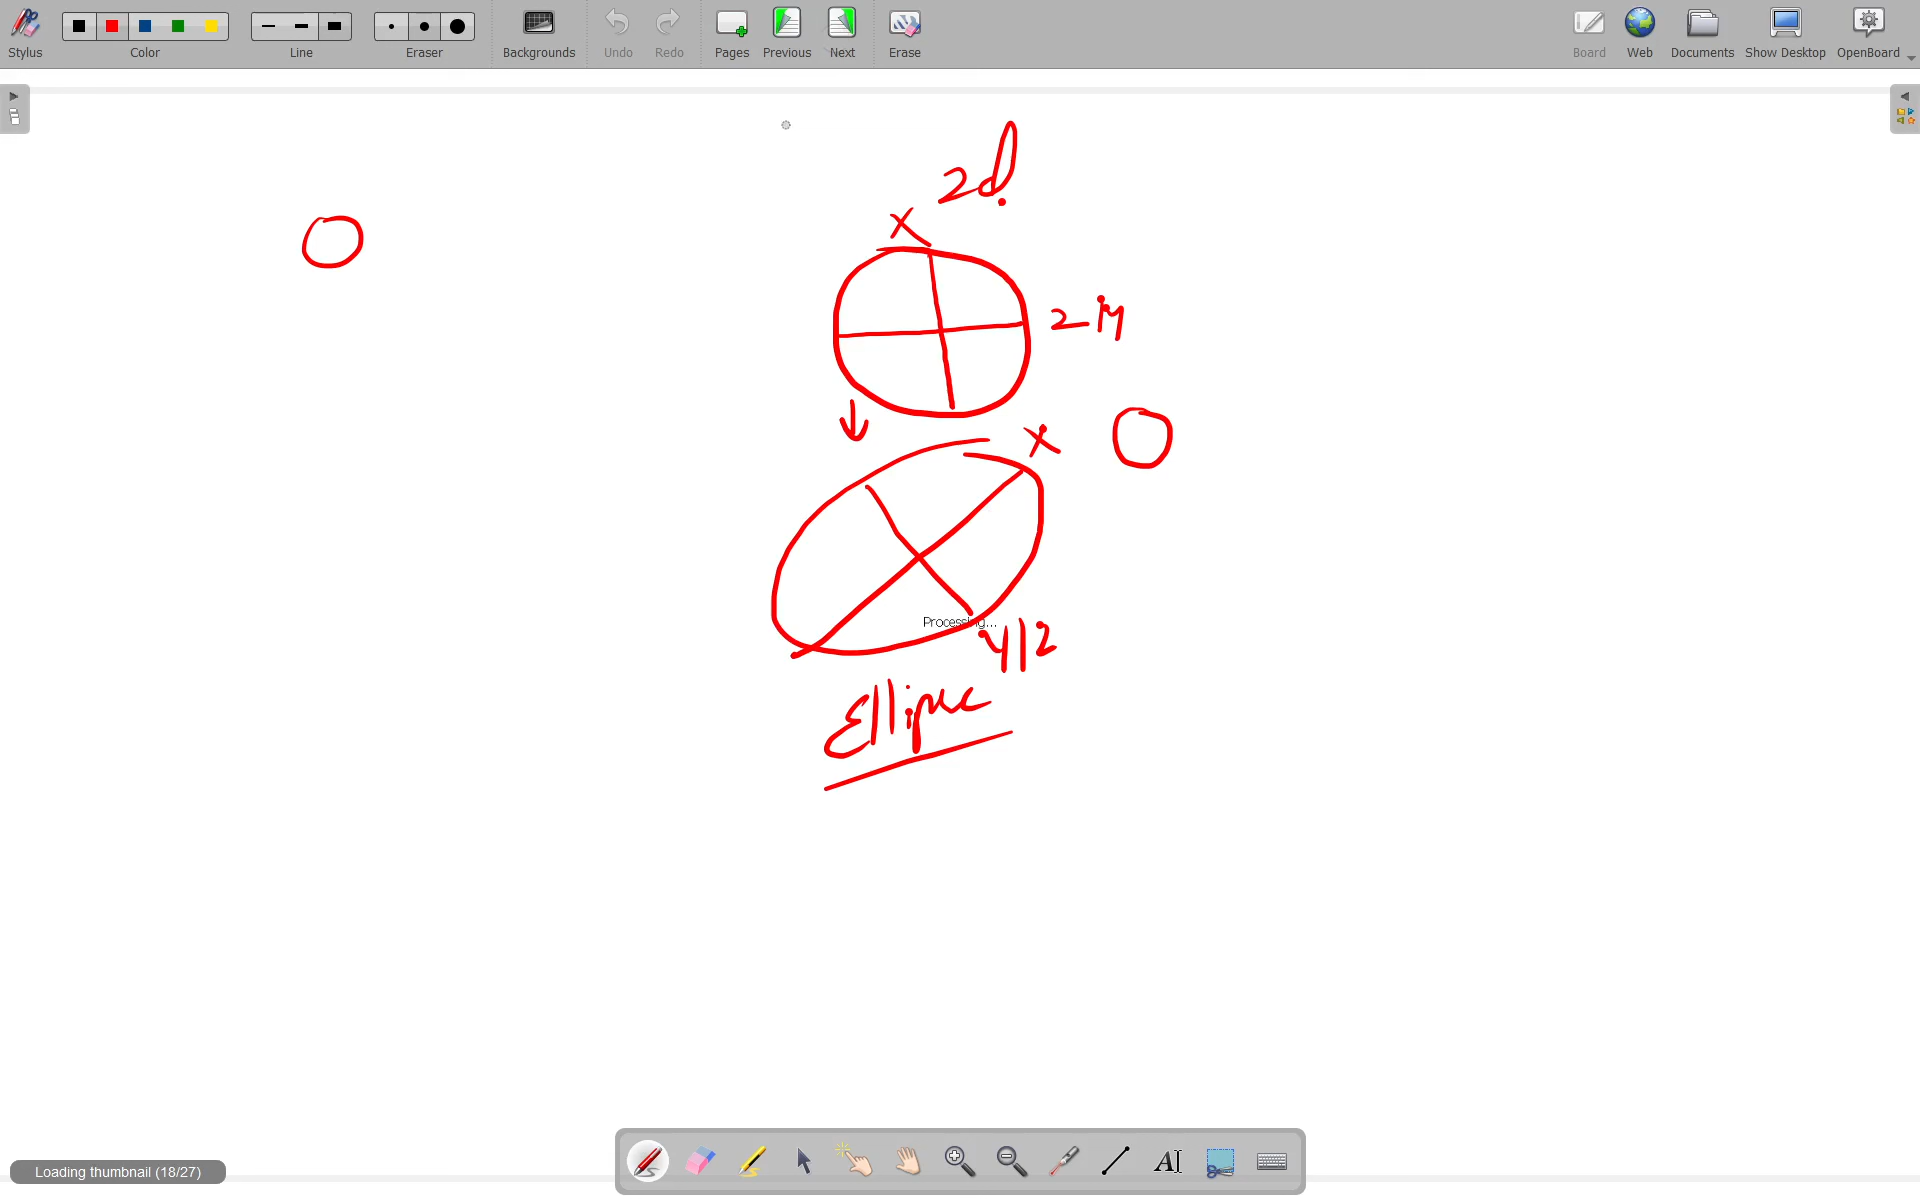 Stylus Color Line Eraser Backgrounds Undo Redo Pages Previous Next Erase Board Web Documents Show Desktop OpenBoard
2d
X
X
Processing...
y/2
Ellipse
Loading thumbnail (18/27)